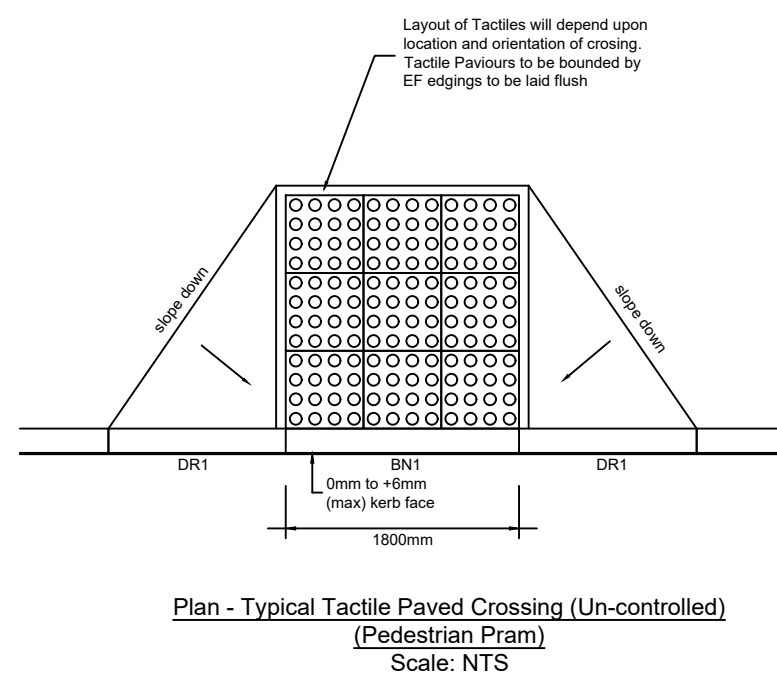 Layout of Tactiles will depend upon
location and orientation of crosing.
Tactile Paviours to be bounded by
EF edgings to be laid flush
slope down
slope down
DR1
BN1
DR1
0mm to +6mm
(max) kerb face
1800mm
Plan - Typical Tactile Paved Crossing (Un-controlled)
(Pedestrian Pram)
Scale: NTS